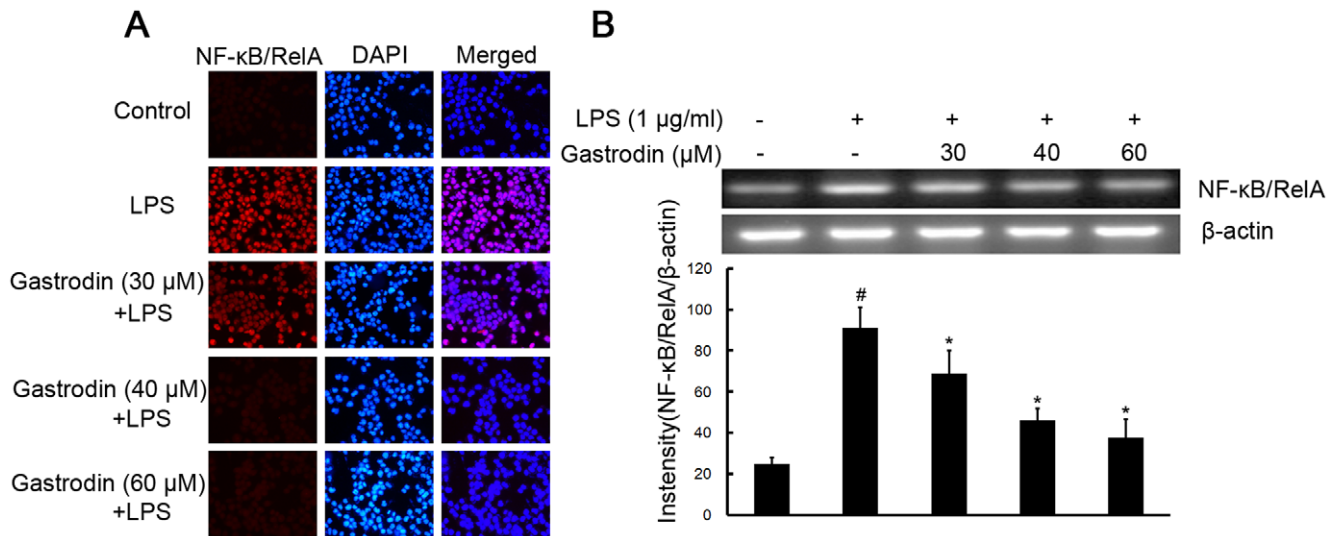 A
NF-κB/RelA DAPI Merged
Control
LPS
Gastrodin (30 μM)
+LPS
Gastrodin (40 μM)
+LPS
Gastrodin (60 μM)
+LPS
B
LPS (1 μg/ml) - + + + +
Gastrodin (μM) - - 30 40 60
NF-κB/RelA
β-actin
Instensity(NF-κB/RelA/β-actin)
120
100
80
60
40
20
0
#
*
*
*